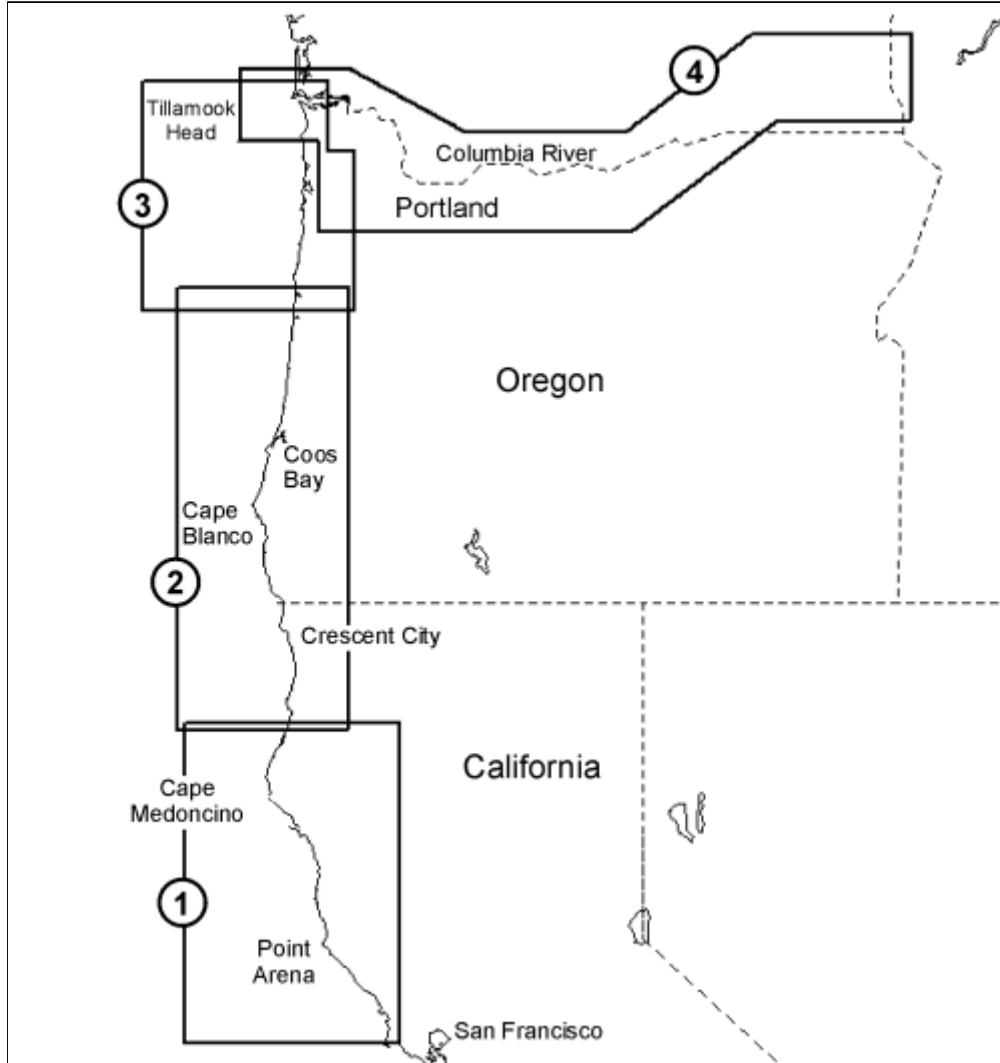 4
Tillamook
Head
Columbia River
3
Portland
Oregon
Coos
Bay
Cape
Blanco
2
Crescent City
California
Cape
Medoncino
1
Point
Arena
San Francisco